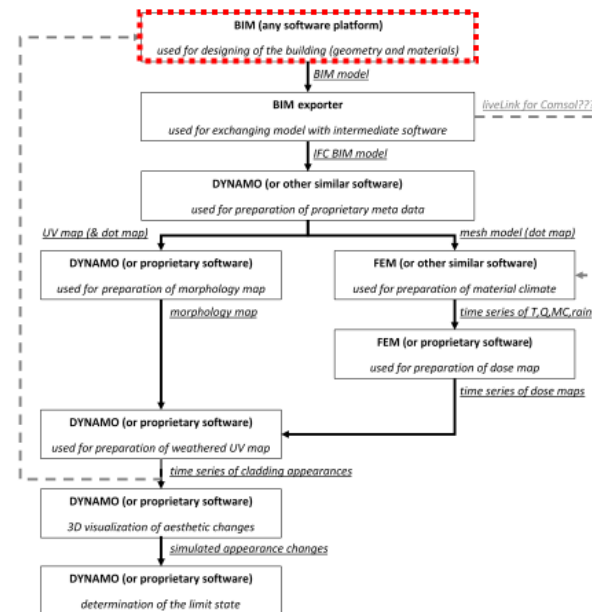 BIM (any software platform)
used for designing of the building (geometry and materials)
BIM model
BIM exporter
used for exchanging model with intermediate software
liveLink for Comsol???
IFC BIM model
DYNAMO (or other similar software)
used for preparation of proprietary meta data
UV map (& dot map)
mesh model (dot map)
DYNAMO (or proprietary software)
used for preparation of morphology map
FEM (or other similar software)
used for preparation of material climate
morphology map
time series of T,Q,MC,rain
FEM (or proprietary software)
used for preparation of dose map
time series of dose maps
DYNAMO (or proprietary software)
used for preparation of weathered UV map
time series of cladding appearances
DYNAMO (or proprietary software)
3D visualization of aesthetic changes
simulated appearance changes
DYNAMO (or proprietary software)
determination of the limit state